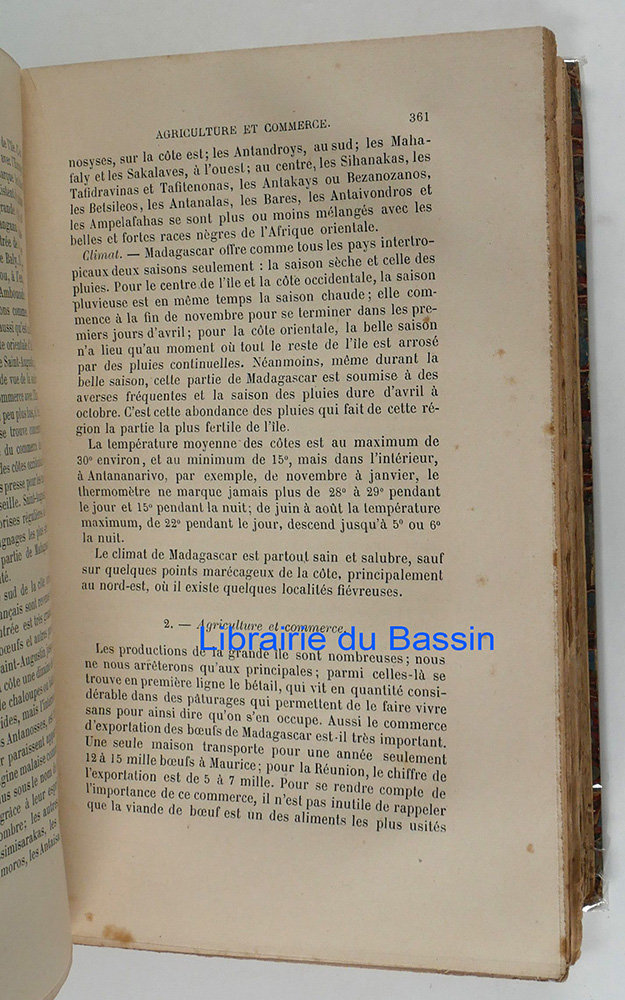 AGRICULTURE ET COMMERCE. 361
nosyses, sur la côte est; les Antandroys, au sud; les Maha-
faly et les Sakalaves, à l'ouest; au centre, les Sihanakas, les
Tafidravinas et Tafitenonas, les Antakays ou Bezanozanos,
les Betsileos, les Antanalas, les Bares, les Antaivondros et
les Ampelafahas se sont plus ou moins mélangés avec les
belles et fortes races nègres de l'Afrique orientale.
Climat. — Madagascar offre comme tous les pays intertro-
picaux deux saisons seulement : la saison sèche et celle des
pluies. Pour le centre de l'île et la côte occidentale, la saison
pluvieuse est en même temps la saison chaude; elle com-
mence à la fin de novembre pour se terminer dans les pre-
miers jours d'avril; pour la côte orientale, la belle saison
n'a lieu qu'au moment où tout le reste de l'île est arrosé
par des pluies continuelles. Néanmoins, même durant la
belle saison, cette partie de Madagascar est soumise à des
averses fréquentes et la saison des pluies dure d'avril à
octobre. C'est cette abondance des pluies qui fait de cette ré-
gion la partie la plus fertile de l'île.
La température moyenne des côtes est au maximum de
30° environ, et au minimum de 15°, mais dans l'intérieur,
à Antananarivo, par exemple, de novembre à janvier, le
thermomètre ne marque jamais plus de 28° à 29° pendant
le jour et 15° pendant la nuit; de juin à août la température
maximum, de 22° pendant le jour, descend jusqu'à 5° ou 6°
la nuit.
Le climat de Madagascar est partout sain et salubre, sauf
sur quelques points marécageux de la côte, principalement
au nord-est, où il existe quelques localités fiévreuses.
2. — Agriculture et commerce.
Librairie du Bassin
Les productions de la grande île sont nombreuses; nous
ne nous arrêterons qu'aux principales; parmi celles-là se
trouve en première ligne le bétail, qui vit en quantité consi-
dérable dans des pâturages qui permettent de le faire vivre
sans pour ainsi dire qu'on s'en occupe. Aussi le commerce
d'exportation des bœufs de Madagascar est-il très important.
Une seule maison transporte pour une année seulement
12 à 15 mille bœufs à Maurice; pour la Réunion, le chiffre de
l'exportation est de 5 à 7 mille. Pour se rendre compte de
l'importance de ce commerce, il n'est pas inutile de rappeler
que la viande de bœuf est un des aliments les plus usités